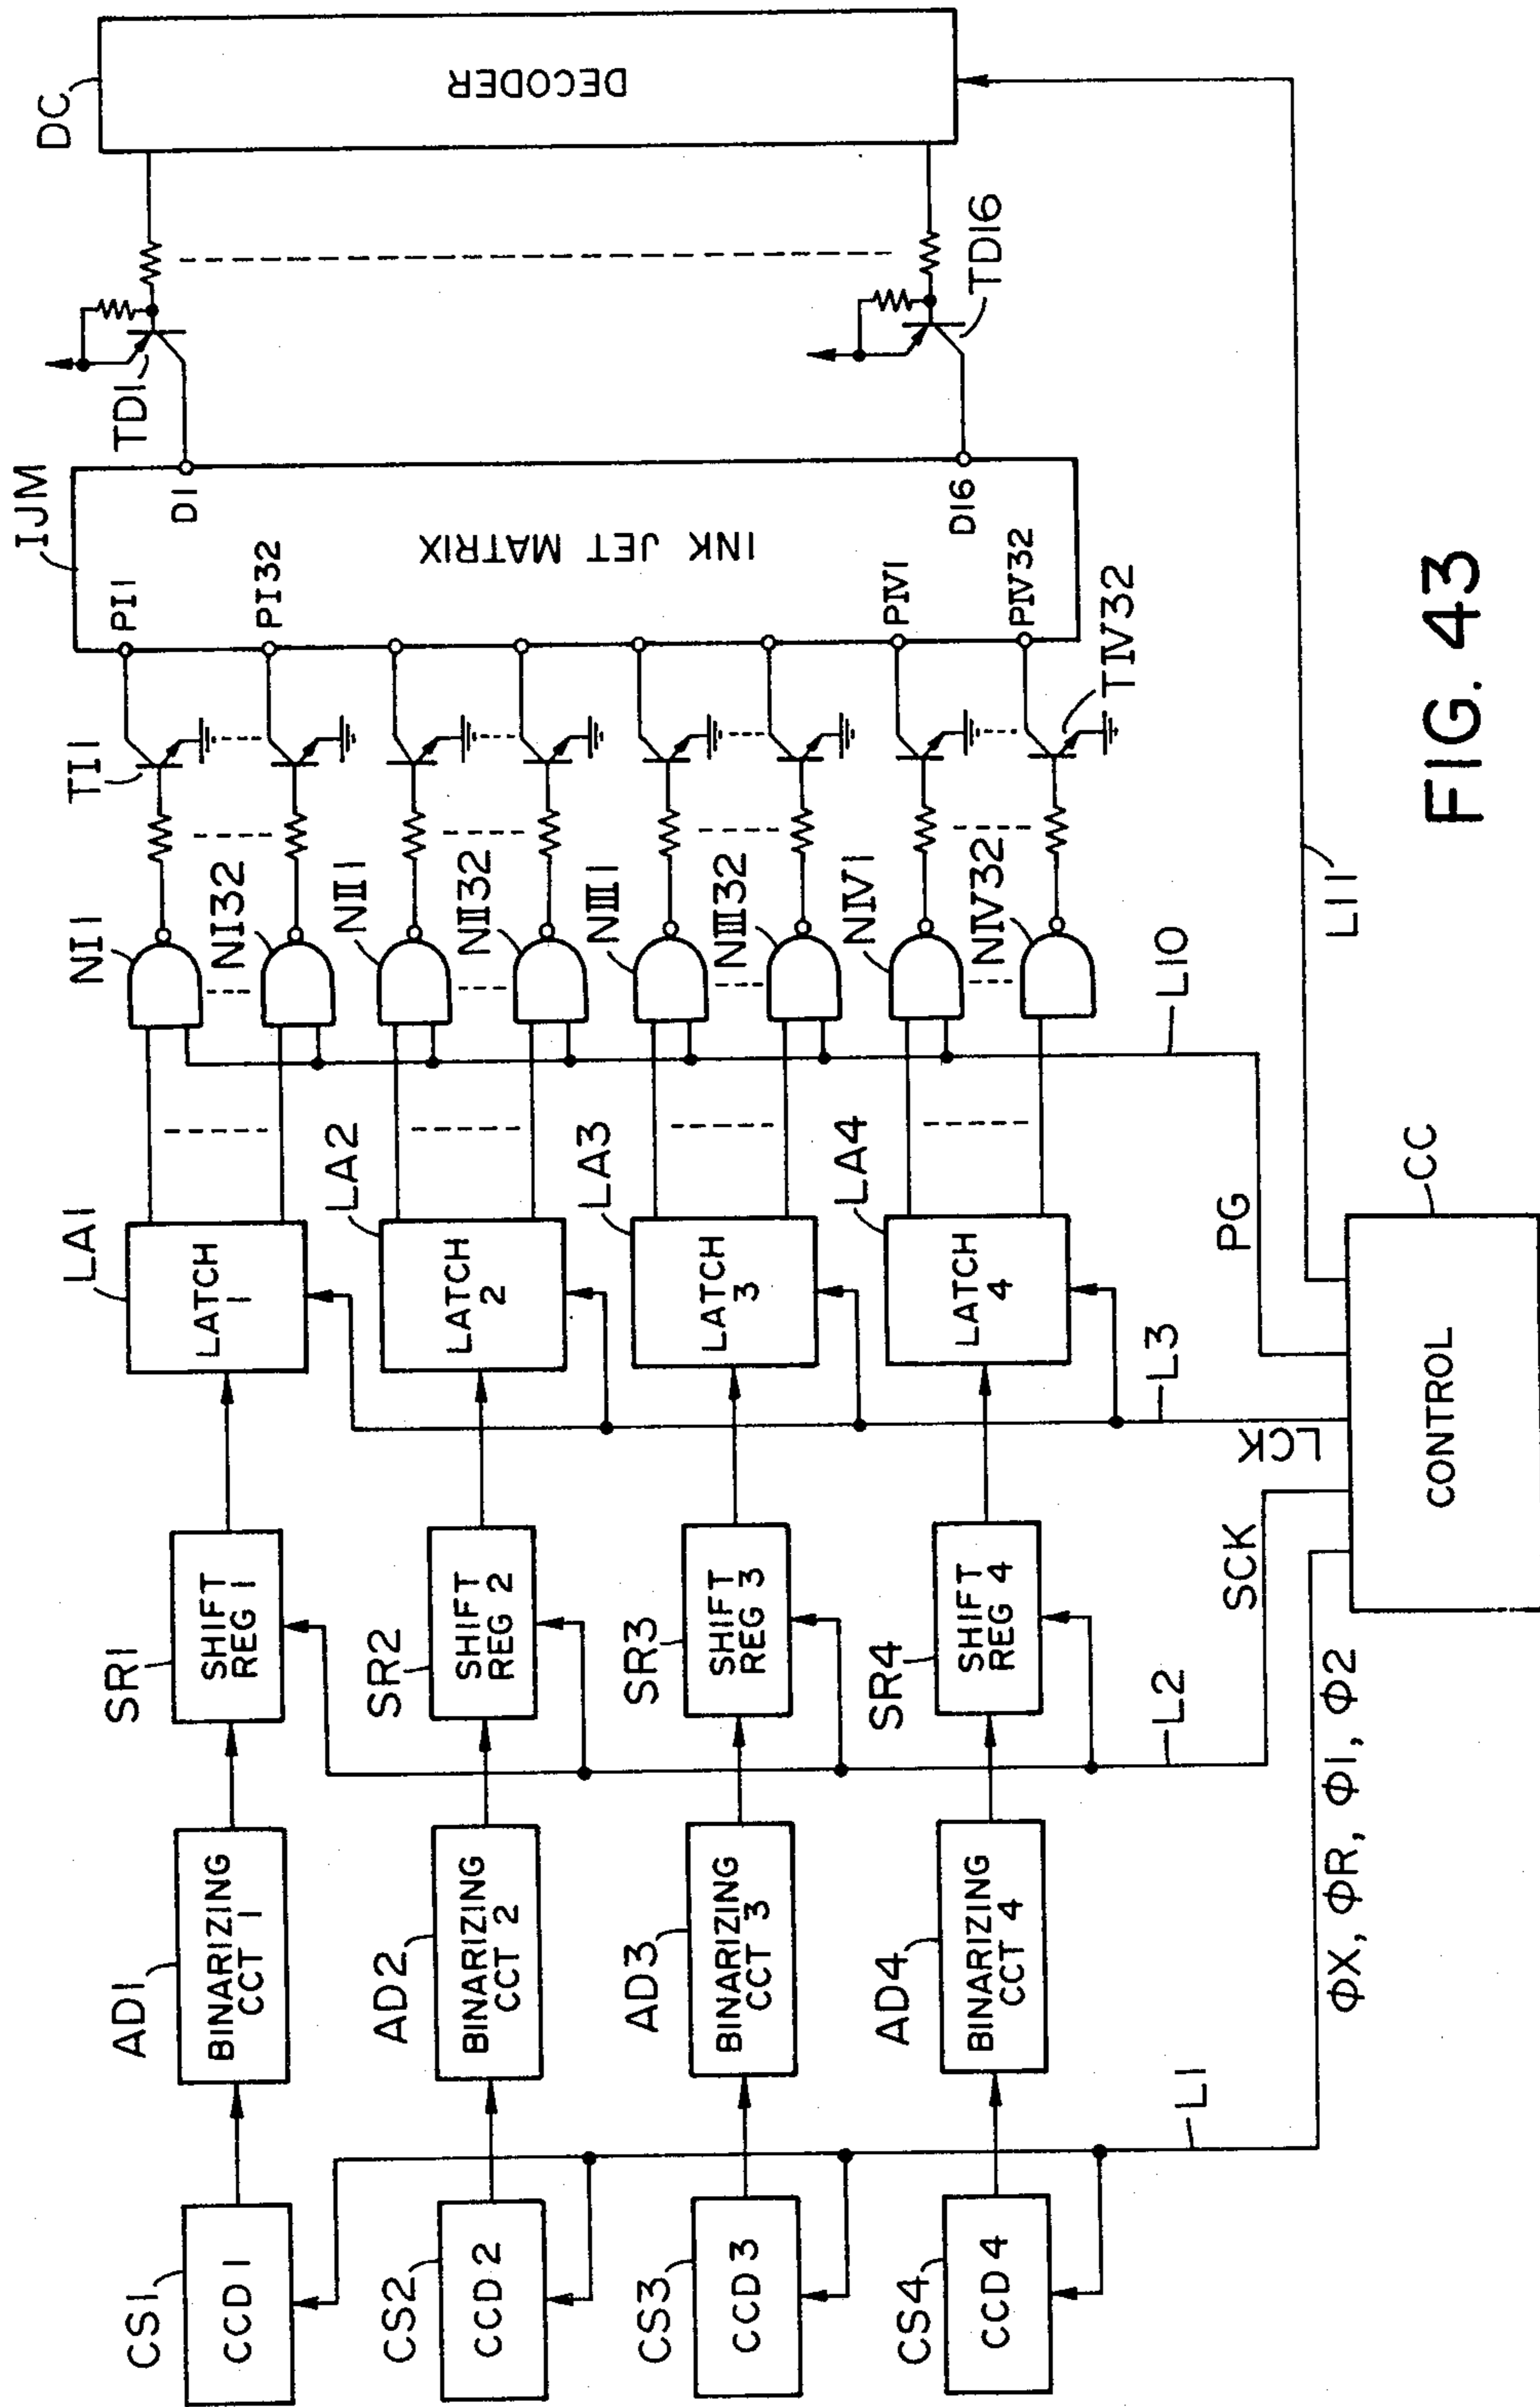 CS1
CCD 1
AD1
BINARIZING
CCT 1
SR1
SHIFT
REG 1
LA1
LATCH
1
NI1
NI32
TI1
PI1
PI32
IJM
INK JET MATRIX
D1
D16
TD1
TD16
DC
DECODER
CS2
CCD 2
AD2
BINARIZING
CCT 2
SR2
SHIFT
REG 2
LA2
LATCH
2
NII1
NII32
CS3
CCD 3
AD3
BINARIZING
CCT 3
SR3
SHIFT
REG 3
LA3
LATCH
3
NIII1
NIII32
CS4
CCD 4
AD4
BINARIZING
CCT 4
SR4
SHIFT
REG 4
LA4
LATCH
4
NIV1
NIV32
PIV1
PIV32
TIV32
L1
L2
L3
L10
L11
ΦX, ΦR, Φ1, Φ2
SCK
LCK
PG
CONTROL
CC
FIG. 43